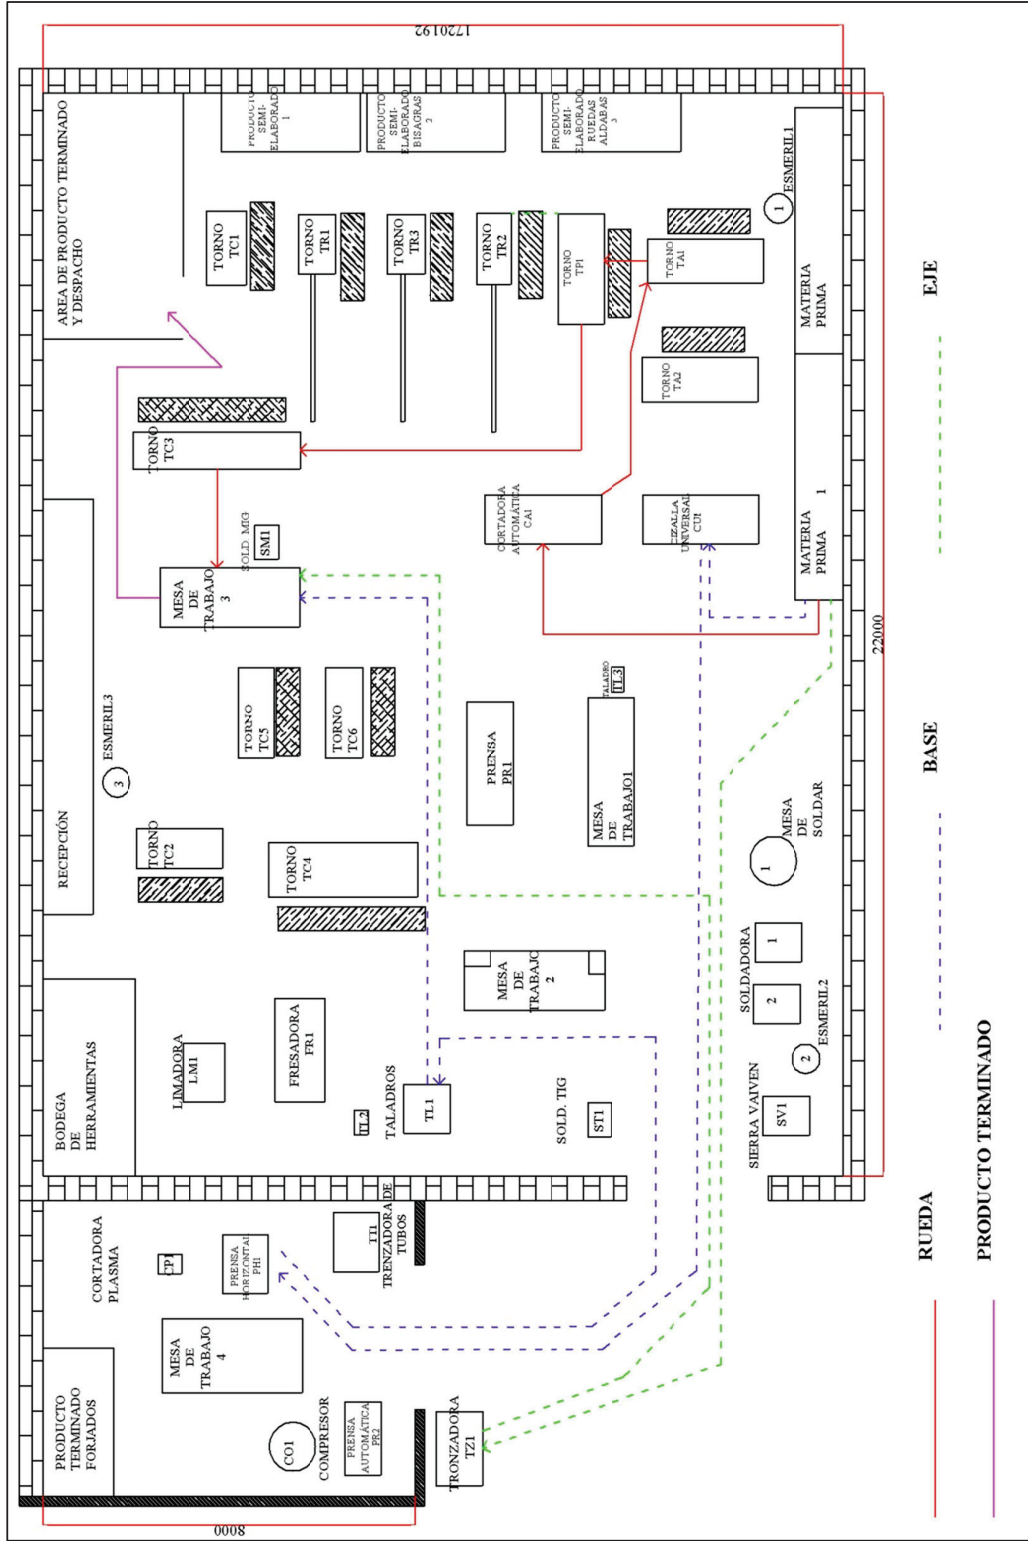 PRODUCTO
TERMINADO
FORJADOS
CORTADORA
PLASMA
CP1
PRENSA
HORIZONTAL
PH1
MESA
DE
TRABAJO
4
CO1
COMPRESOR
PRENSA
AUTOMÁTICA
PR2
TT1
TRENZADORA DE
TUBOS
TRONZADORA
TZ1
8000
BODEGA
DE
HERRAMIENTAS
LIMADORA
LM1
FRESADORA
FR1
TL2
TALADROS
TL1
SOLD. TIG
ST1
SIERRA VAIVEN
SV1
2
ESMERIL2
SOLDADORA
2
1
1
MESA
DE
SOLDAR
MESA
DE
TRABAJO
2
RECEPCIÓN
3
ESMERIL3
TORNO
TC2
TORNO
TC4
TORNO
TC5
TORNO
TC6
PRENSA
PR1
MESA
DE
TRABAJO1
TALADRO
TL3
MESA
DE
TRABAJO
3
SOLD. MIG
SM1
TORNO
TC3
CORTADORA
AUTOMÁTICA
CA1
CIZALLA
UNIVERSAL
CU1
MATERIA
PRIMA
1
MATERIA
PRIMA
AREA DE PRODUCTO TERMINADO
Y DESPACHO
TORNO
TC1
TORNO
TR1
TORNO
TR3
TORNO
TR2
TORNO
TP1
TORNO
TA1
TORNO
TA2
1
ESMERIL1
PRODUCTO
SEMI-
ELABORADO
1
PRODUCTO
SEMI-
ELABORADO
BISAGRAS
2
PRODUCTO
SEMI-
ELABORADO
RUEDAS
ALDABAS
3
1720192
22000
RUEDA
BASE
EJE
PRODUCTO TERMINADO